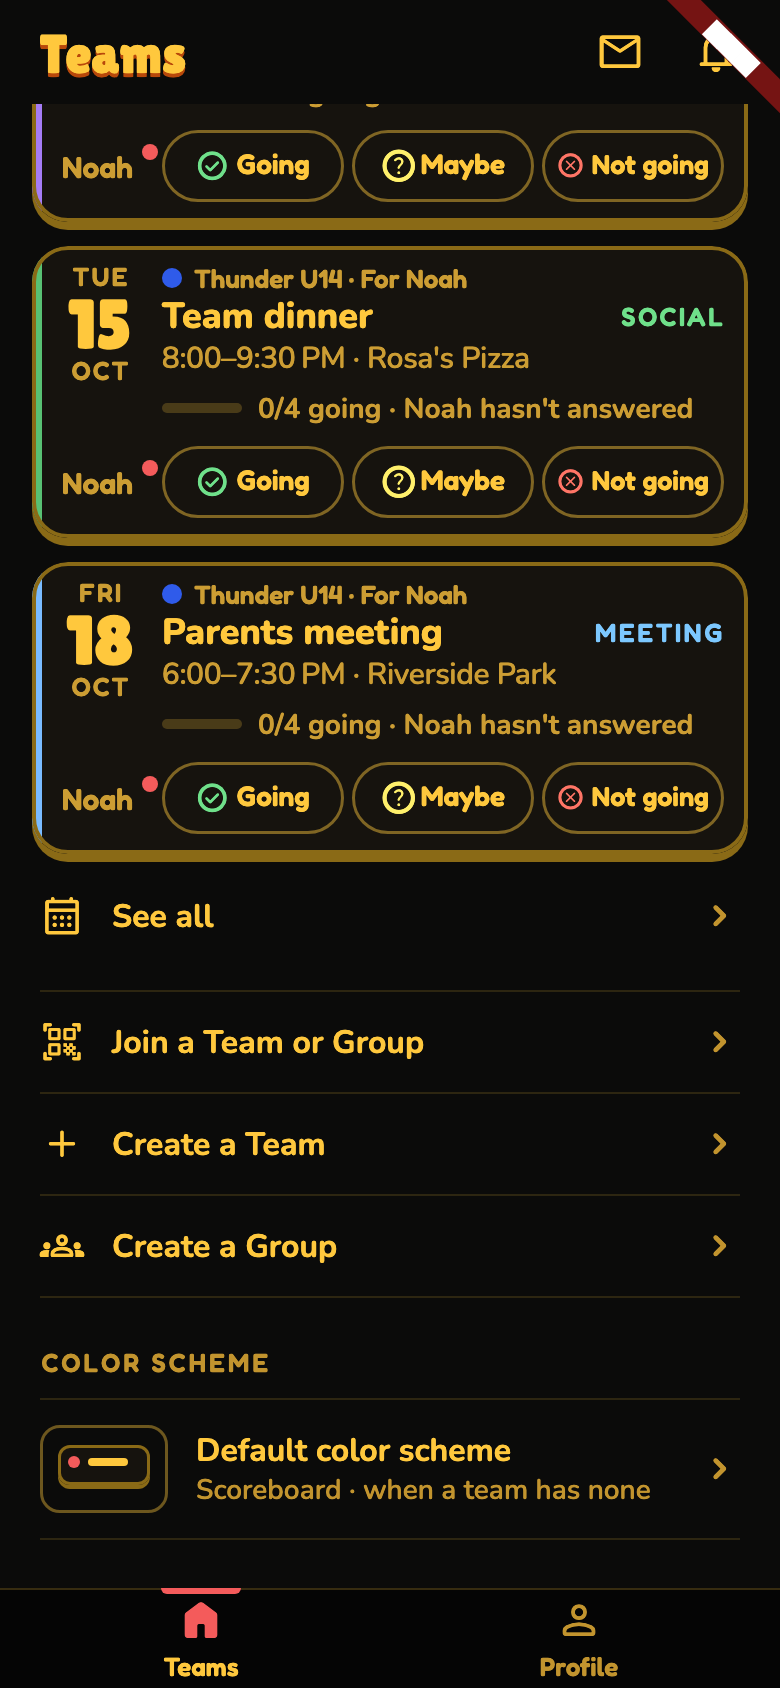 Teams
Noah
Going
Maybe
Not going
TUE
15
OCT
Thunder U14 · For Noah
Team dinner
SOCIAL
8:00–9:30 PM · Rosa's Pizza
0/4 going · Noah hasn't answered
Noah
Going
Maybe
Not going
FRI
18
OCT
Thunder U14 · For Noah
Parents meeting
MEETING
6:00–7:30 PM · Riverside Park
0/4 going · Noah hasn't answered
Noah
Going
Maybe
Not going
See all
Join a Team or Group
Create a Team
Create a Group
COLOR SCHEME
Default color scheme
Scoreboard · when a team has none
Teams
Profile